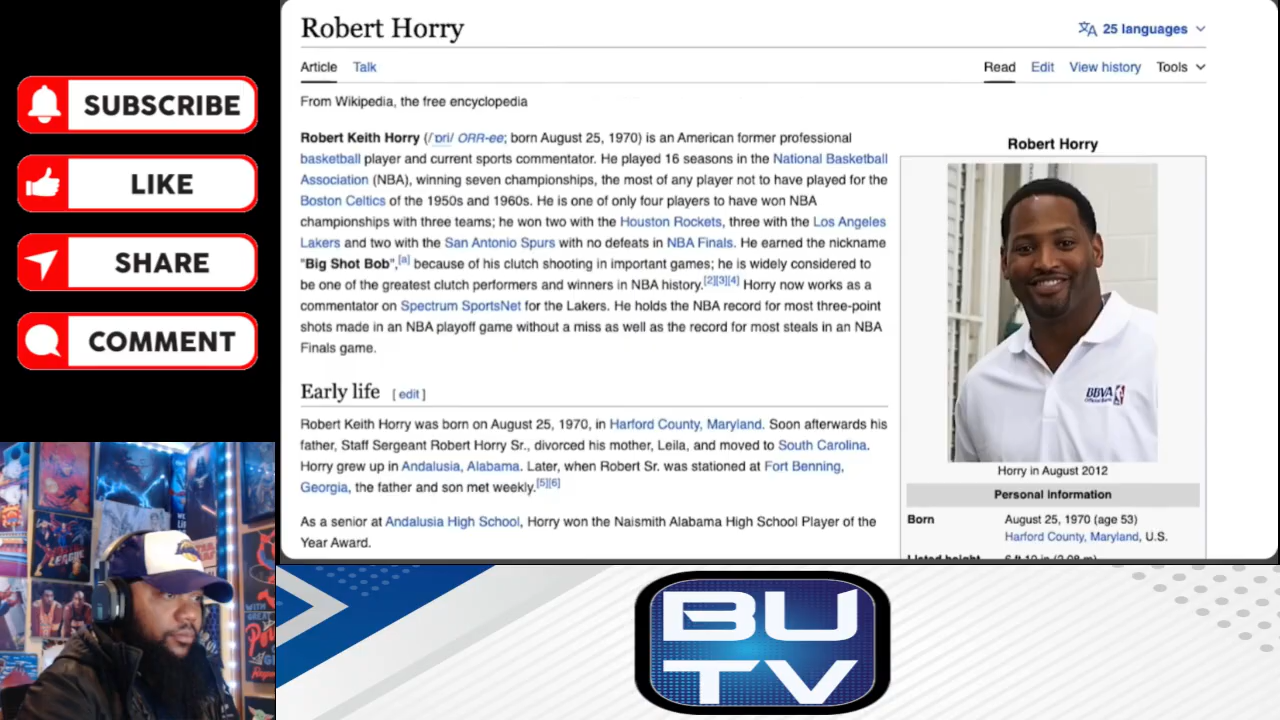 SUBSCRIBE
LIKE
SHARE
COMMENT
Robert Horry
25 languages
Article Talk
Read Edit View history Tools
From Wikipedia, the free encyclopedia
Robert Keith Horry (/ˈɒri/ ORR-ee; born August 25, 1970) is an American former professional
basketball player and current sports commentator. He played 16 seasons in the National Basketball
Association (NBA), winning seven championships, the most of any player not to have played for the
Boston Celtics of the 1950s and 1960s. He is one of only four players to have won NBA
championships with three teams; he won two with the Houston Rockets, three with the Los Angeles
Lakers and two with the San Antonio Spurs with no defeats in NBA Finals. He earned the nickname
"Big Shot Bob",[a] because of his clutch shooting in important games; he is widely considered to
be one of the greatest clutch performers and winners in NBA history.[2][3][4] Horry now works as a
commentator on Spectrum SportsNet for the Lakers. He holds the NBA record for most three-point
shots made in an NBA playoff game without a miss as well as the record for most steals in an NBA
Finals game.
Early life [ edit ]
Robert Keith Horry was born on August 25, 1970, in Harford County, Maryland. Soon afterwards his
father, Staff Sergeant Robert Horry Sr., divorced his mother, Leila, and moved to South Carolina.
Horry grew up in Andalusia, Alabama. Later, when Robert Sr. was stationed at Fort Benning,
Georgia, the father and son met weekly.[5][6]
As a senior at Andalusia High School, Horry won the Naismith Alabama High School Player of the
Year Award.
Robert Horry
BBVA
Horry in August 2012
Personal information
Born August 25, 1970 (age 53)
Harford County, Maryland, U.S.
Listed height 6 ft 10 in (2.08 m)
LEAGUE
WITH
GREAT
BU
TV